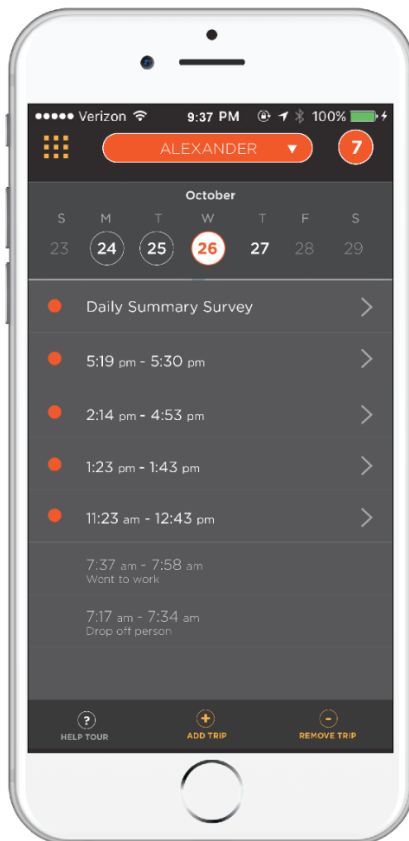 ●●●●● Verizon 9:37 PM 100%
ALEXANDER ▼ 7
October
S M T W T F S
23 24 25 26 27 28 29
Daily Summary Survey
5:19 pm - 5:30 pm
2:14 pm - 4:53 pm
1:23 pm - 1:43 pm
11:23 am - 12:43 pm
7:37 am - 7:58 am
Went to work
7:17 am - 7:34 am
Drop off person
? + -
HELP TOUR ADD TRIP REMOVE TRIP